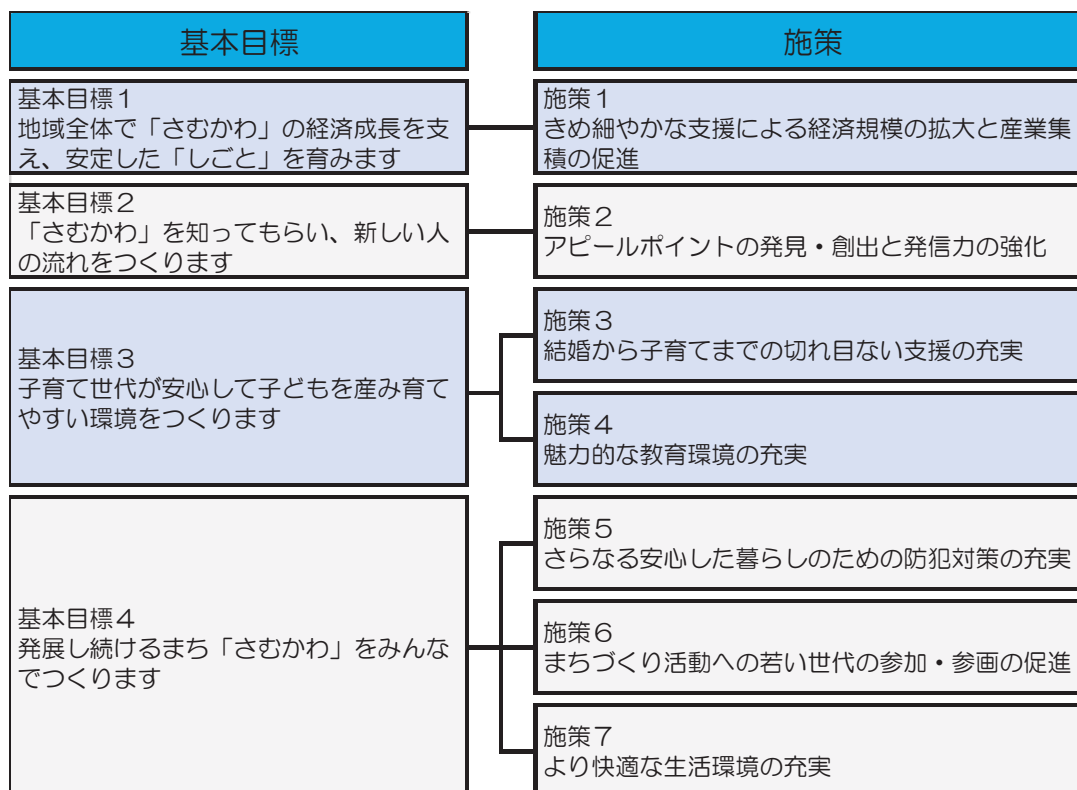 基本目標
施策
基本目標１
地域全体で「さむかわ」の経済成長を支
え、安定した「しごと」を育みます
施策１
きめ細やかな支援による経済規模の拡大と産業集
積の促進
基本目標２
「さむかわ」を知ってもらい、新しい人
の流れをつくります
施策２
アピールポイントの発見・創出と発信力の強化
基本目標３
子育て世代が安心して子どもを産み育て
やすい環境をつくります
施策３
結婚から子育てまでの切れ目ない支援の充実
施策４
魅力的な教育環境の充実
基本目標４
発展し続けるまち「さむかわ」をみんな
でつくります
施策５
さらなる安心した暮らしのための防犯対策の充実
施策６
まちづくり活動への若い世代の参加・参画の促進
施策７
より快適な生活環境の充実